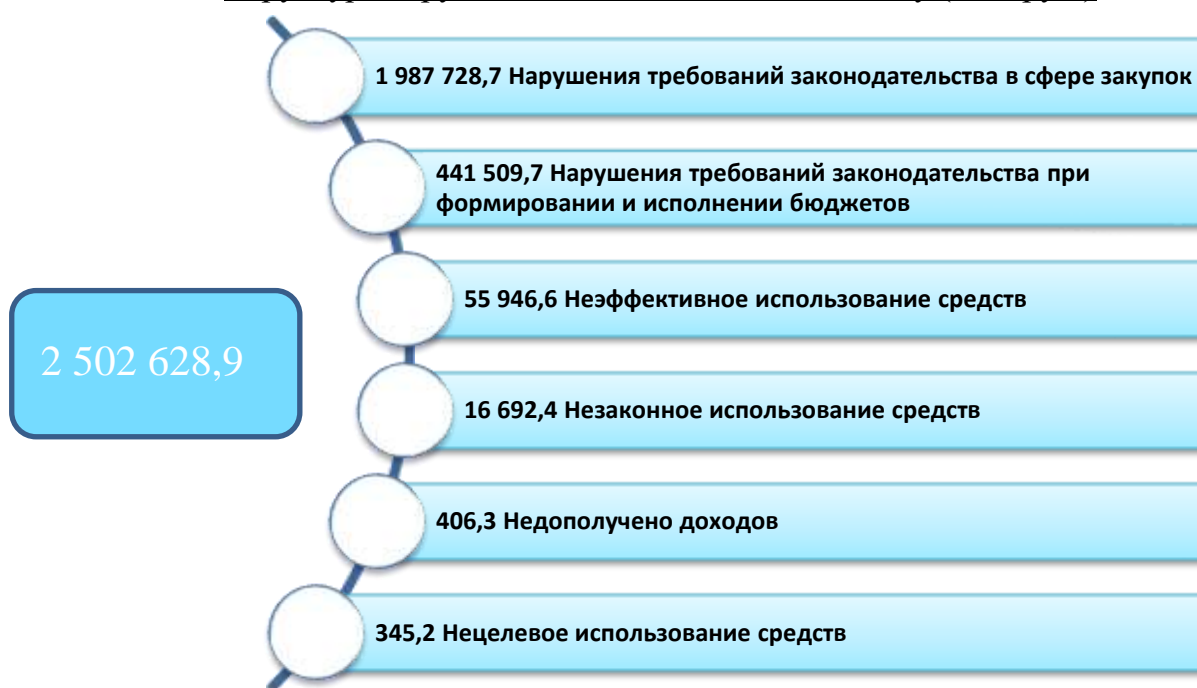 1 987 728,7 Нарушения требований законодательства в сфере закупок
441 509,7 Нарушения требований законодательства при
формировании и исполнении бюджетов
55 946,6 Неэффективное использование средств
2 502 628,9
16 692,4 Незаконное использование средств
406,3 Недополучено доходов
345,2 Нецелевое использование средств